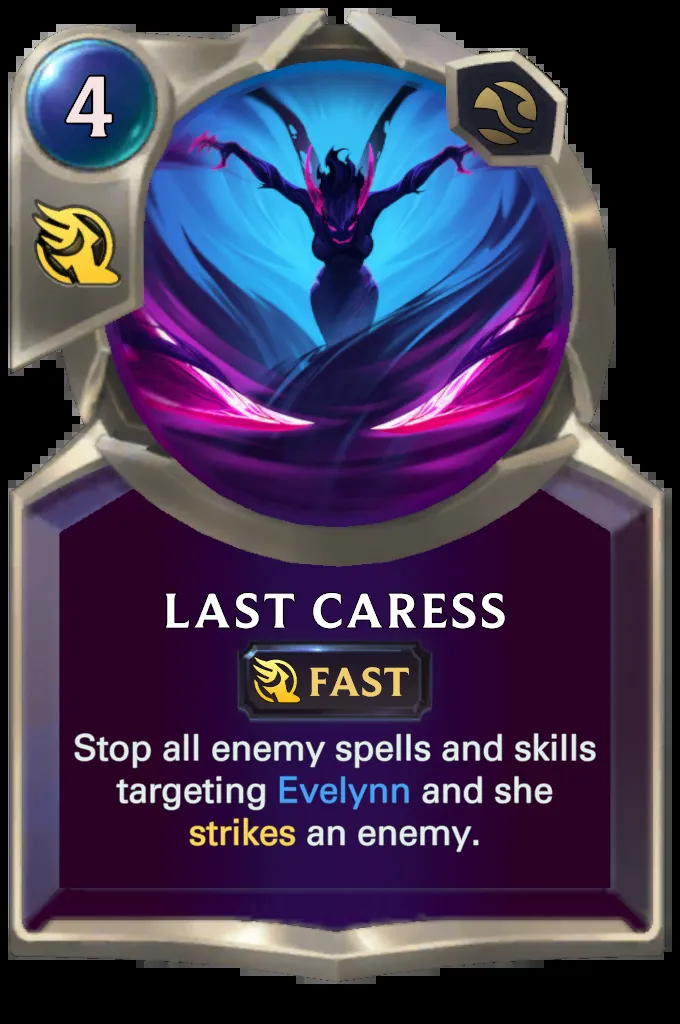 4
LAST CARESS
FAST
Stop all enemy spells and skills
targeting Evelynn and she
strikes an enemy.